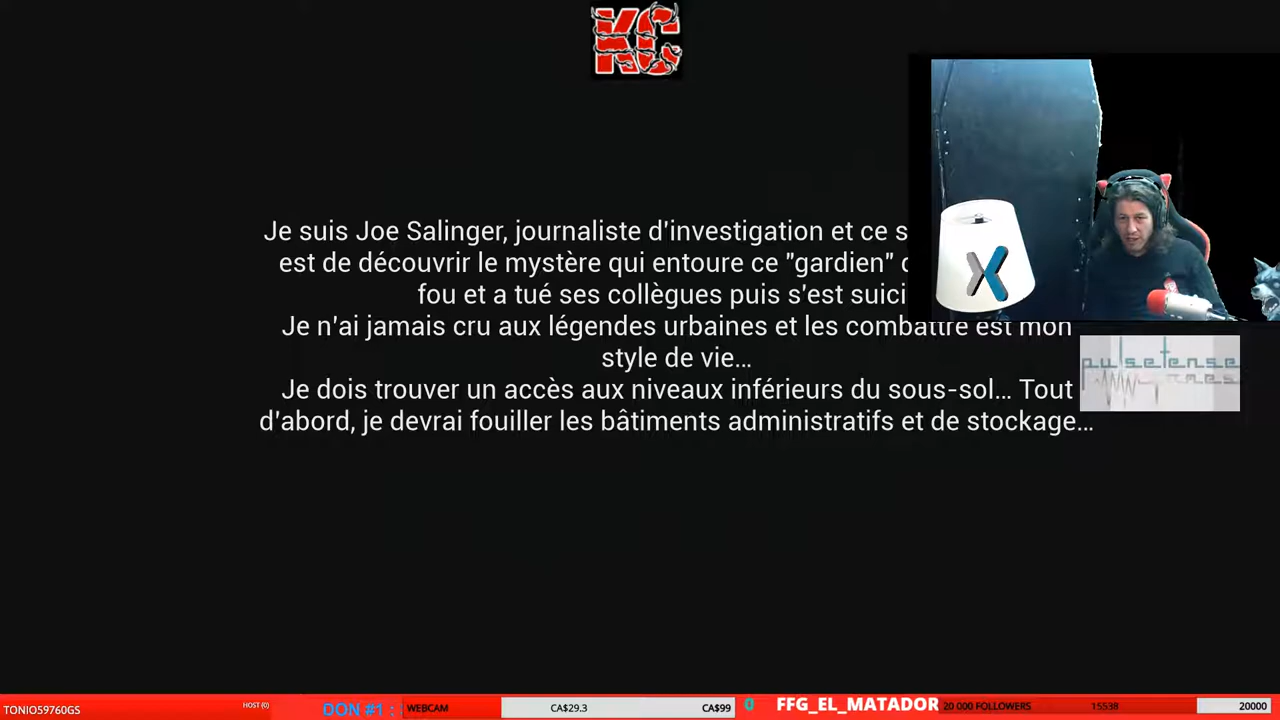 KC
Je suis Joe Salinger, journaliste d'investigation et ce
est de découvrir le mystère qui entoure ce "gardien"
fou et a tué ses collègues puis s'est
Je n'ai jamais cru aux légendes urbaines et les combattre est mon
style de vie...
pulsetense
games
Je dois trouver un accès aux niveaux inférieurs du sous-sol... Tout
d'abord, je devrai fouiller les bâtiments administratifs et de stockage...
TONIO59760GS HOST (0) DON #1 : WEBCAM CA$29.3 CA$99 0 FFG_EL_MATADOR 20 000 FOLLOWERS 15538 20000